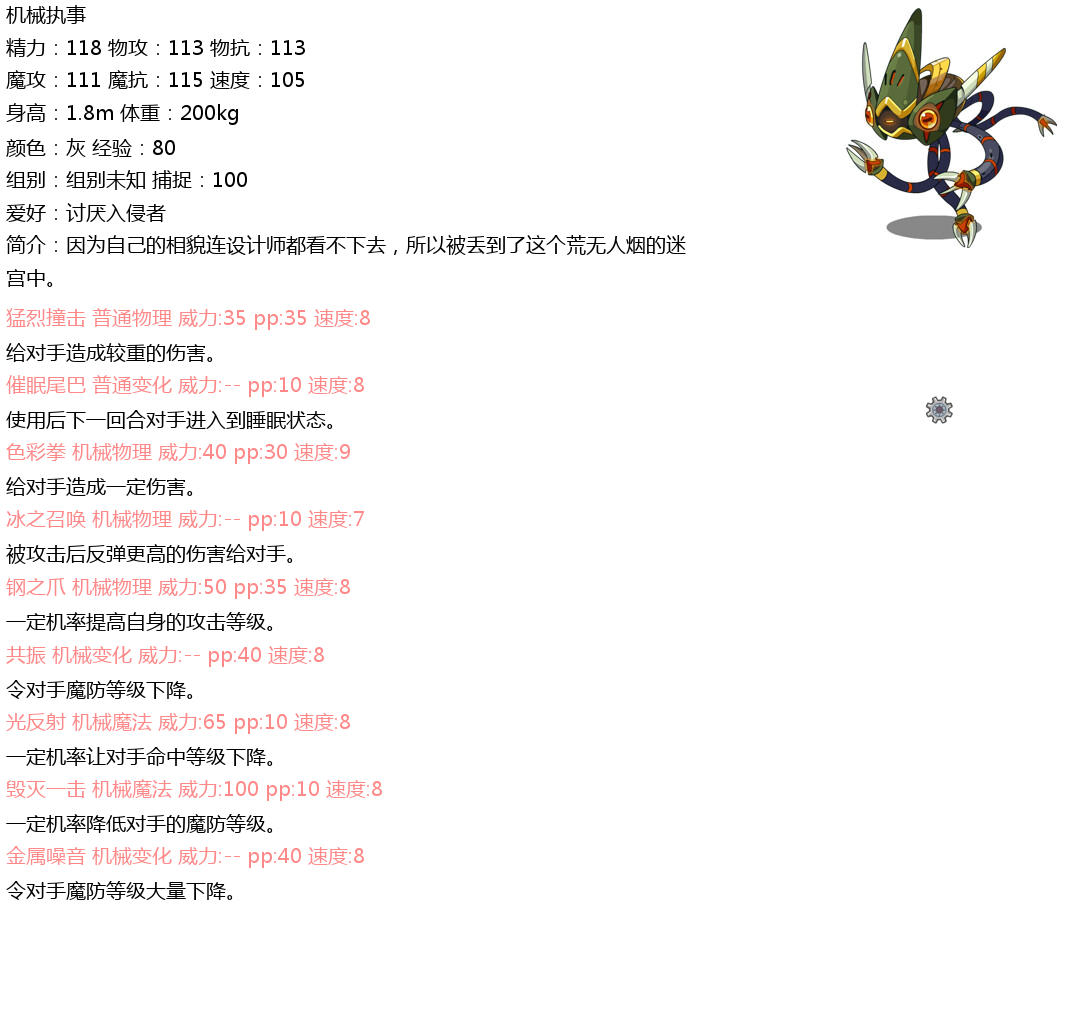 机械执事
精力：118 物攻：113 物抗：113
魔攻：111 魔抗：115 速度：105
身高：1.8m 体重：200kg
颜色：灰 经验：80
组别：组别未知 捕捉：100
爱好：讨厌入侵者
简介：因为自己的相貌连设计师都看不下去，所以被丢到了这个荒无人烟的迷
宫中。
猛烈撞击 普通物理 威力:35 pp:35 速度:8
给对手造成较重的伤害。
催眠尾巴 普通变化 威力:-- pp:10 速度:8
使用后下一回合对手进入到睡眠状态。
色彩拳 机械物理 威力:40 pp:30 速度:9
给对手造成一定伤害。
冰之召唤 机械物理 威力:-- pp:10 速度:7
被攻击后反弹更高的伤害给对手。
钢之爪 机械物理 威力:50 pp:35 速度:8
一定机率提高自身的攻击等级。
共振 机械变化 威力:-- pp:40 速度:8
令对手魔防等级下降。
光反射 机械魔法 威力:65 pp:10 速度:8
一定机率让对手命中等级下降。
毁灭一击 机械魔法 威力:100 pp:10 速度:8
一定机率降低对手的魔防等级。
金属噪音 机械变化 威力:-- pp:40 速度:8
令对手魔防等级大量下降。